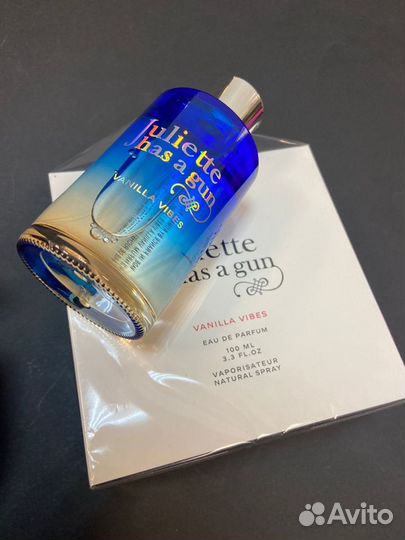 Juliette
has a gun
VANILLA VIBES
has a gun
VANILLA VIBES
EAU DE PARFUM
100 ML
3.3 FL.OZ
VAPORISATEUR
NATURAL SPRAY
Avito